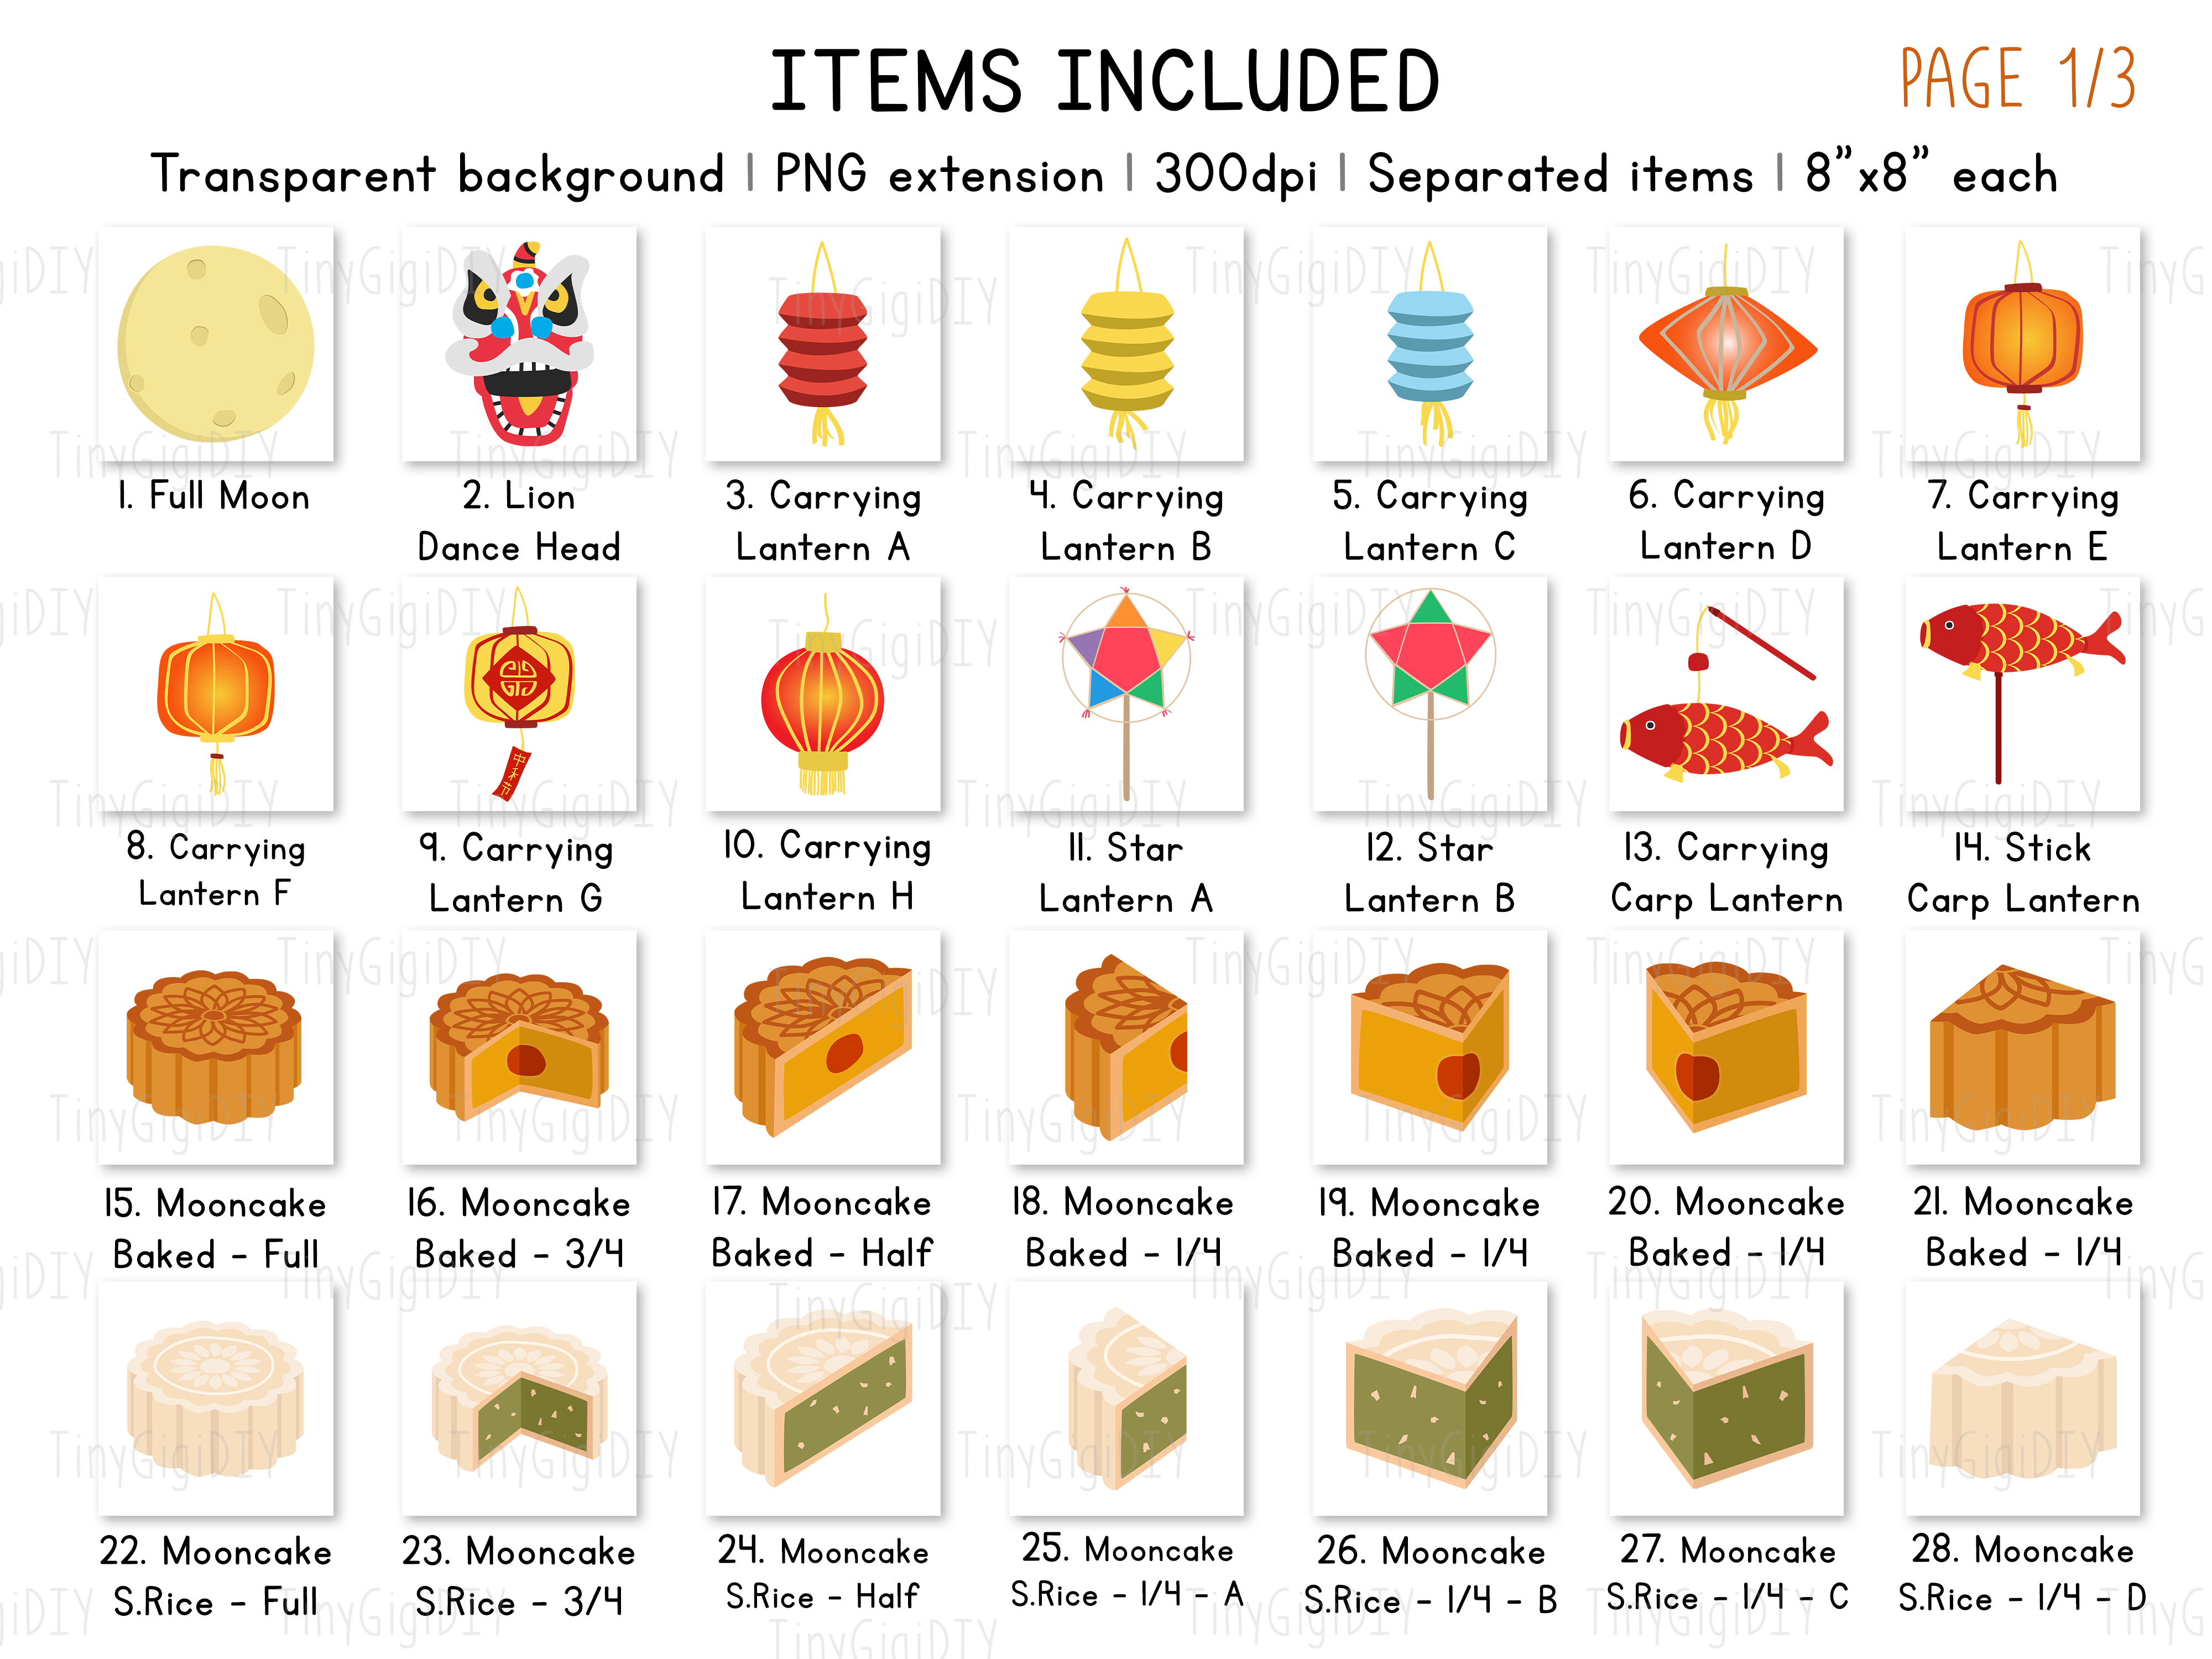 ITEMS INCLUDED
PAGE 1/3
Transparent background | PNG extension | 300dpi | Separated items | 8”x8” each
1. Full Moon
2. Lion
Dance Head
3. Carrying
Lantern A
4. Carrying
Lantern B
5. Carrying
Lantern C
6. Carrying
Lantern D
7. Carrying
Lantern E
中秋节
8. Carrying
Lantern F
9. Carrying
Lantern G
10. Carrying
Lantern H
11. Star
Lantern A
12. Star
Lantern B
13. Carrying
Carp Lantern
14. Stick
Carp Lantern
15. Mooncake
Baked - Full
16. Mooncake
Baked - 3/4
17. Mooncake
Baked - Half
18. Mooncake
Baked - 1/4
19. Mooncake
Baked - 1/4
20. Mooncake
Baked - 1/4
21. Mooncake
Baked - 1/4
22. Mooncake
S.Rice - Full
23. Mooncake
S.Rice - 3/4
24. Mooncake
S.Rice - Half
25. Mooncake
S.Rice - 1/4 - A
26. Mooncake
S.Rice - 1/4 - B
27. Mooncake
S.Rice - 1/4 - C
28. Mooncake
S.Rice - 1/4 - D
TinyGigiDIY